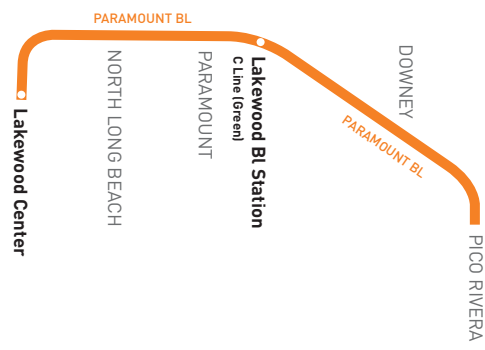 PARAMOUNT BL
Lakewood Center
NORTH LONG BEACH
PARAMOUNT
Lakewood Bl Station
C Line (Green)
DOWNEY
PARAMOUNT BL
PICO RIVERA